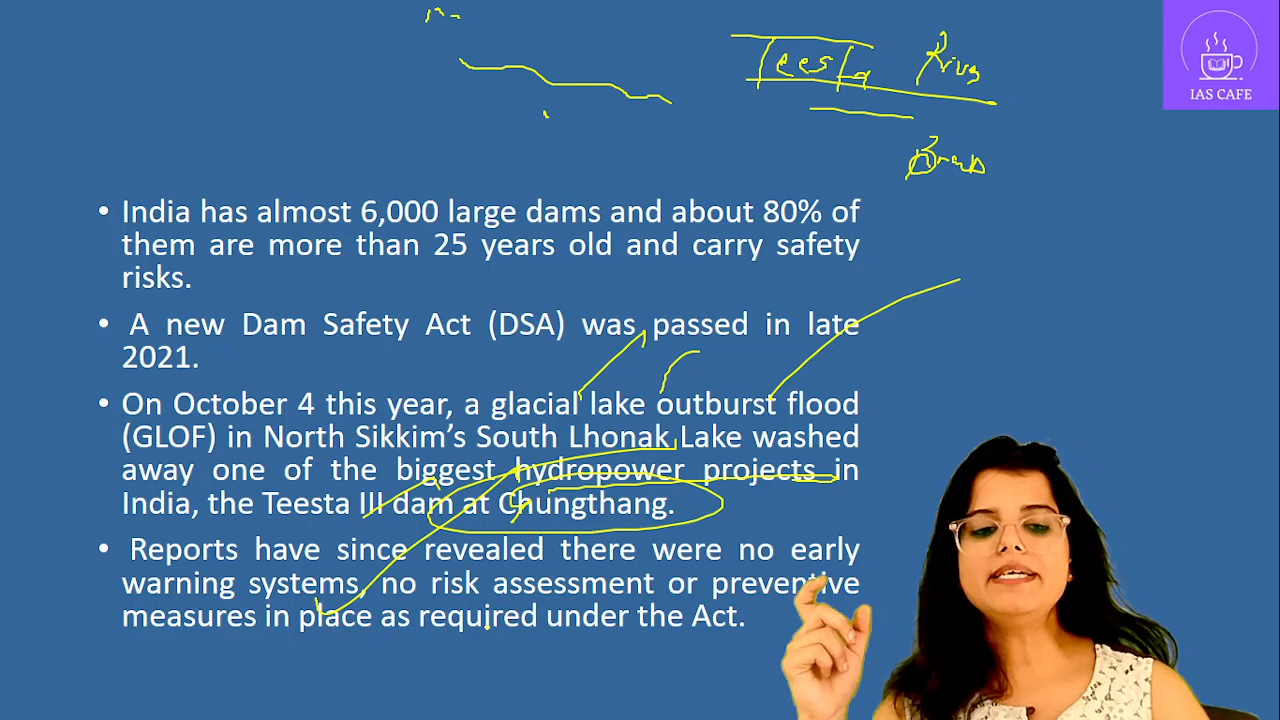 Teesta River
IAS CAFE
• India has almost 6,000 large dams and about 80% of
them are more than 25 years old and carry safety
risks.
• A new Dam Safety Act (DSA) was passed in late
2021.
• On October 4 this year, a glacial lake outburst flood
(GLOF) in North Sikkim’s South Lhonak Lake washed
away one of the biggest hydropower projects in
India, the Teesta III dam at Chungthang.
• Reports have since revealed there were no early
warning systems, no risk assessment or preventive
measures in place as required under the Act.